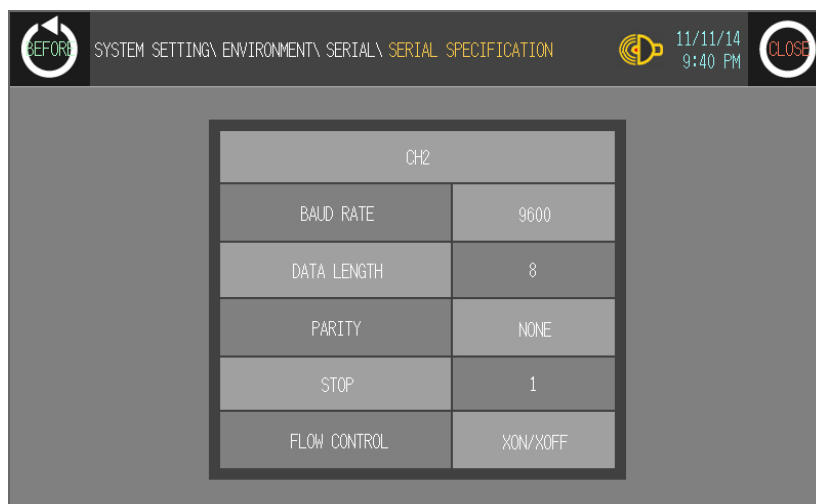 BEFORE SYSTEM SETTING\ ENVIRONMENT\ SERIAL\ SERIAL SPECIFICATION 11/11/14 CLOSE
9:40 PM
CH2
BAUD RATE 9600
DATA LENGTH 8
PARITY NONE
STOP 1
FLOW CONTROL XON/XOFF